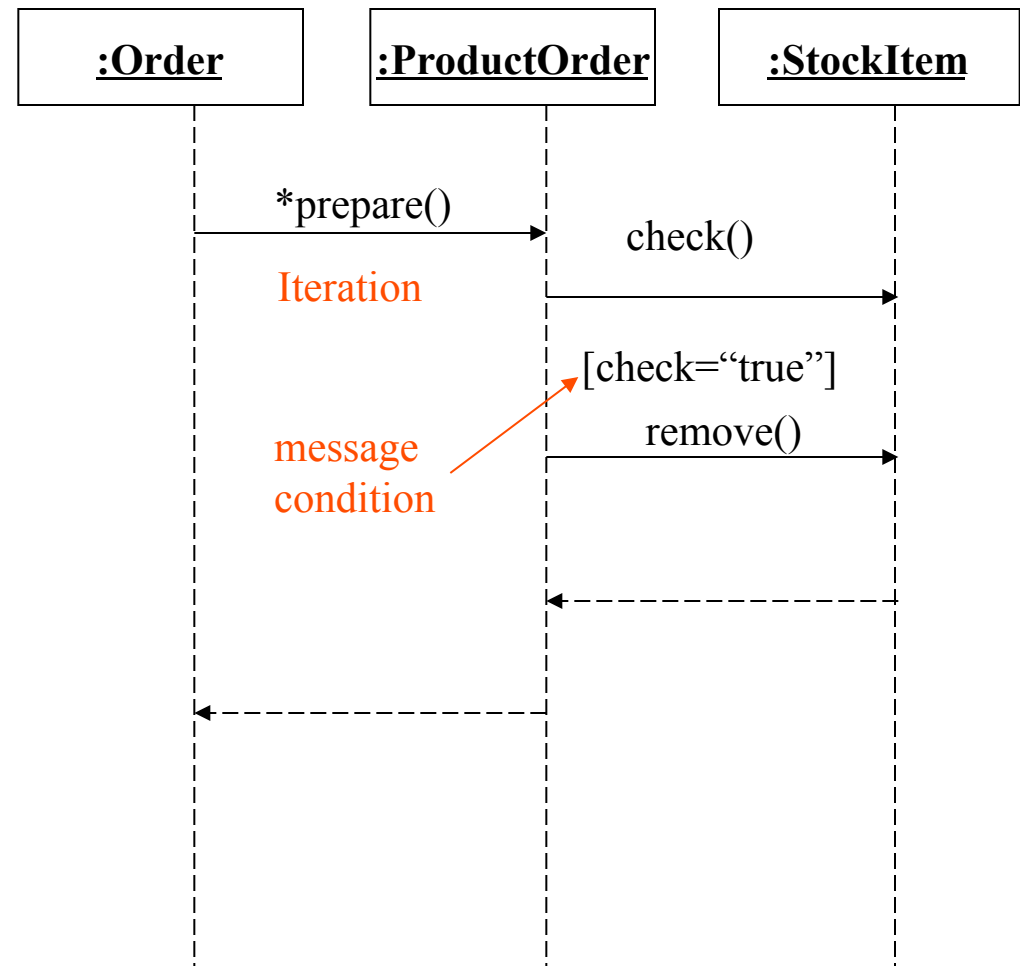 :Order
:ProductOrder
:StockItem
*prepare()
check()
Iteration
[check=“true”]
remove()
message
condition